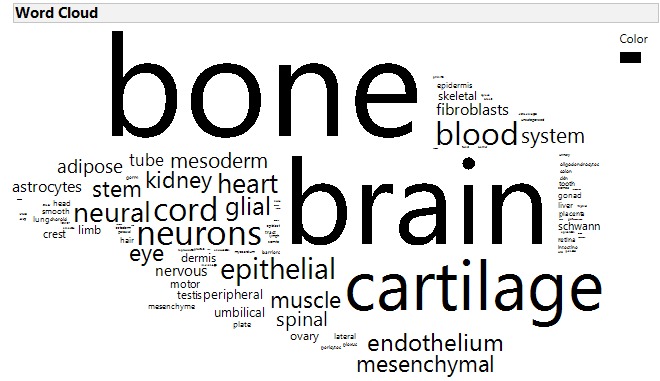 Word Cloud
Color
bone
epidermis
skeletal
fibroblasts
blood system
brain
adipose tube mesoderm
astrocytes stem kidney heart
head
smooth neural cord glial
lung
crest limb neurons
hair
eye dermis
nervous epithelial
motor
testis peripheral muscle
mesenchyme
umbilical spinal
plate
ovary lateral
cartilage
endothelium
mesenchymal
oligodendrocytes
colon
skin
tooth
gonad
liver
placenta
schwann
retina
intestine